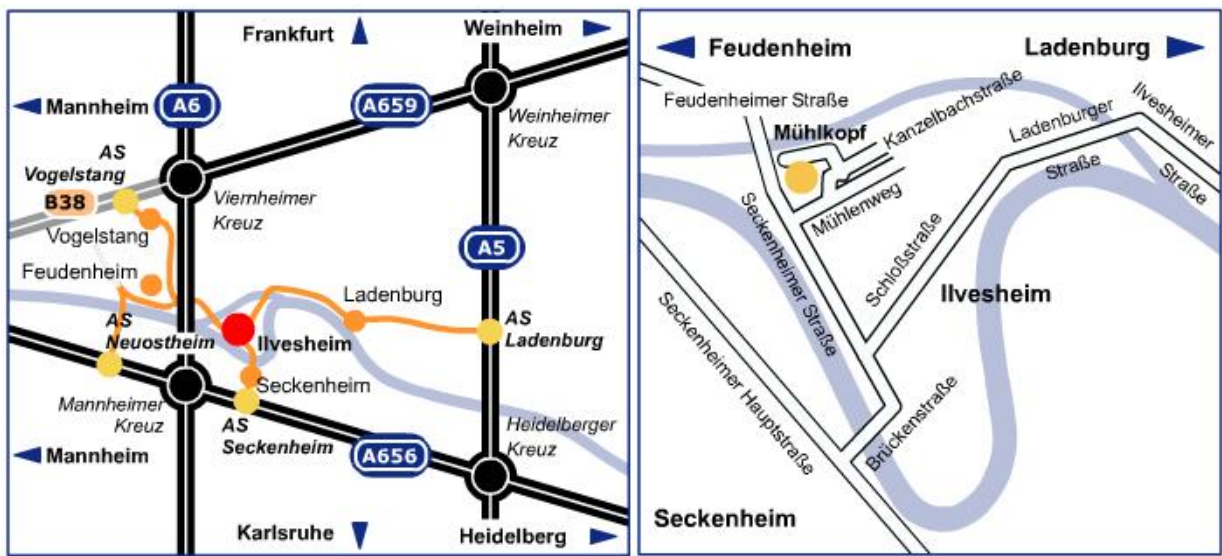 Frankfurt
Weinheim
Mannheim
A6
A659
Weinheimer
Kreuz
AS
Vogelstang
B38
Viernheimer
Kreuz
Vogelstang
A5
Feudenheim
Ladenburg
AS
Neuostheim
Ilvesheim
AS
Ladenburg
Seckenheim
Mannheimer
Kreuz
AS
Seckenheim
Heidelberger
Kreuz
Mannheim
A656
Karlsruhe
Heidelberg
Feudenheim
Ladenburg
Feudenheimer Straße
Mühlkopf
Kanzelbachstraße
Ladenburger
Straße
Ilvesheimer
Straße
Mühlenweg
Seckenheimer Straße
Schloßstraße
Ilvesheim
Seckenheimer Hauptstraße
Brückenstraße
Seckenheim